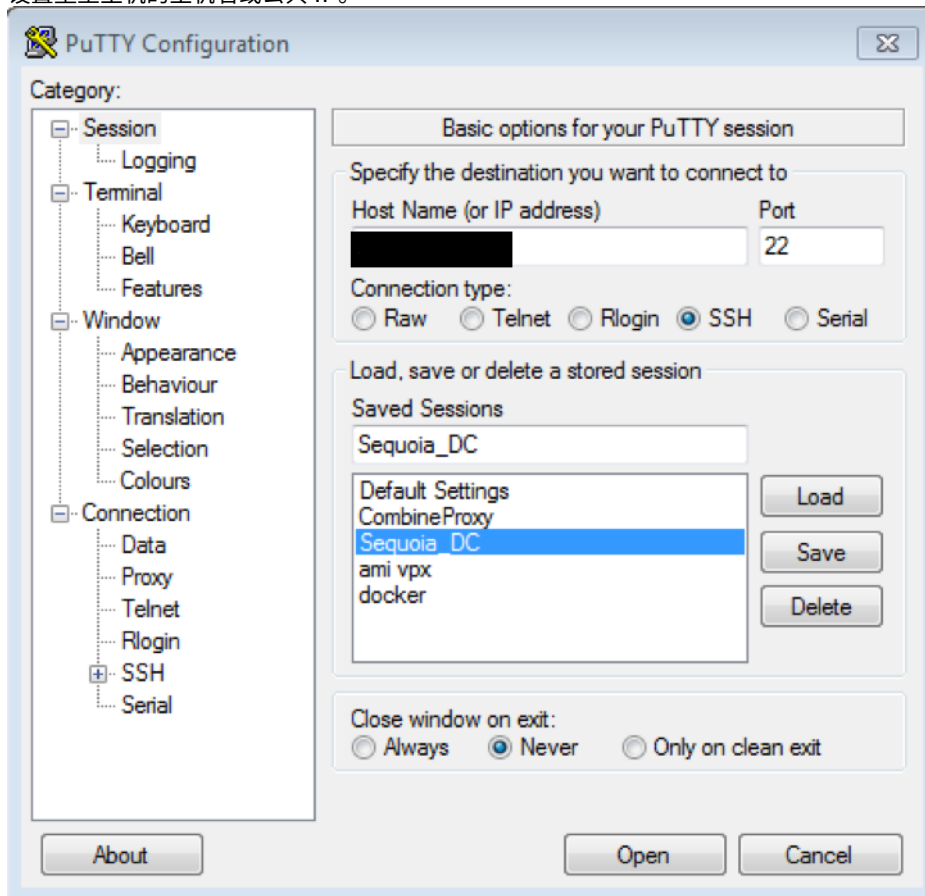 PuTTY Configuration
Category:
Session
Logging
Terminal
Keyboard
Bell
Features
Window
Appearance
Behaviour
Translation
Selection
Colours
Connection
Data
Proxy
Telnet
Rlogin
SSH
Serial
Basic options for your PuTTY session
Specify the destination you want to connect to
Host Name (or IP address) Port
22
Connection type:
Raw Telnet Rlogin SSH Serial
Load, save or delete a stored session
Saved Sessions
Sequoia_DC
Default Settings
CombineProxy
Sequoia_DC
ami vpx
docker
Load
Save
Delete
Close window on exit:
Always Never Only on clean exit
About Open Cancel